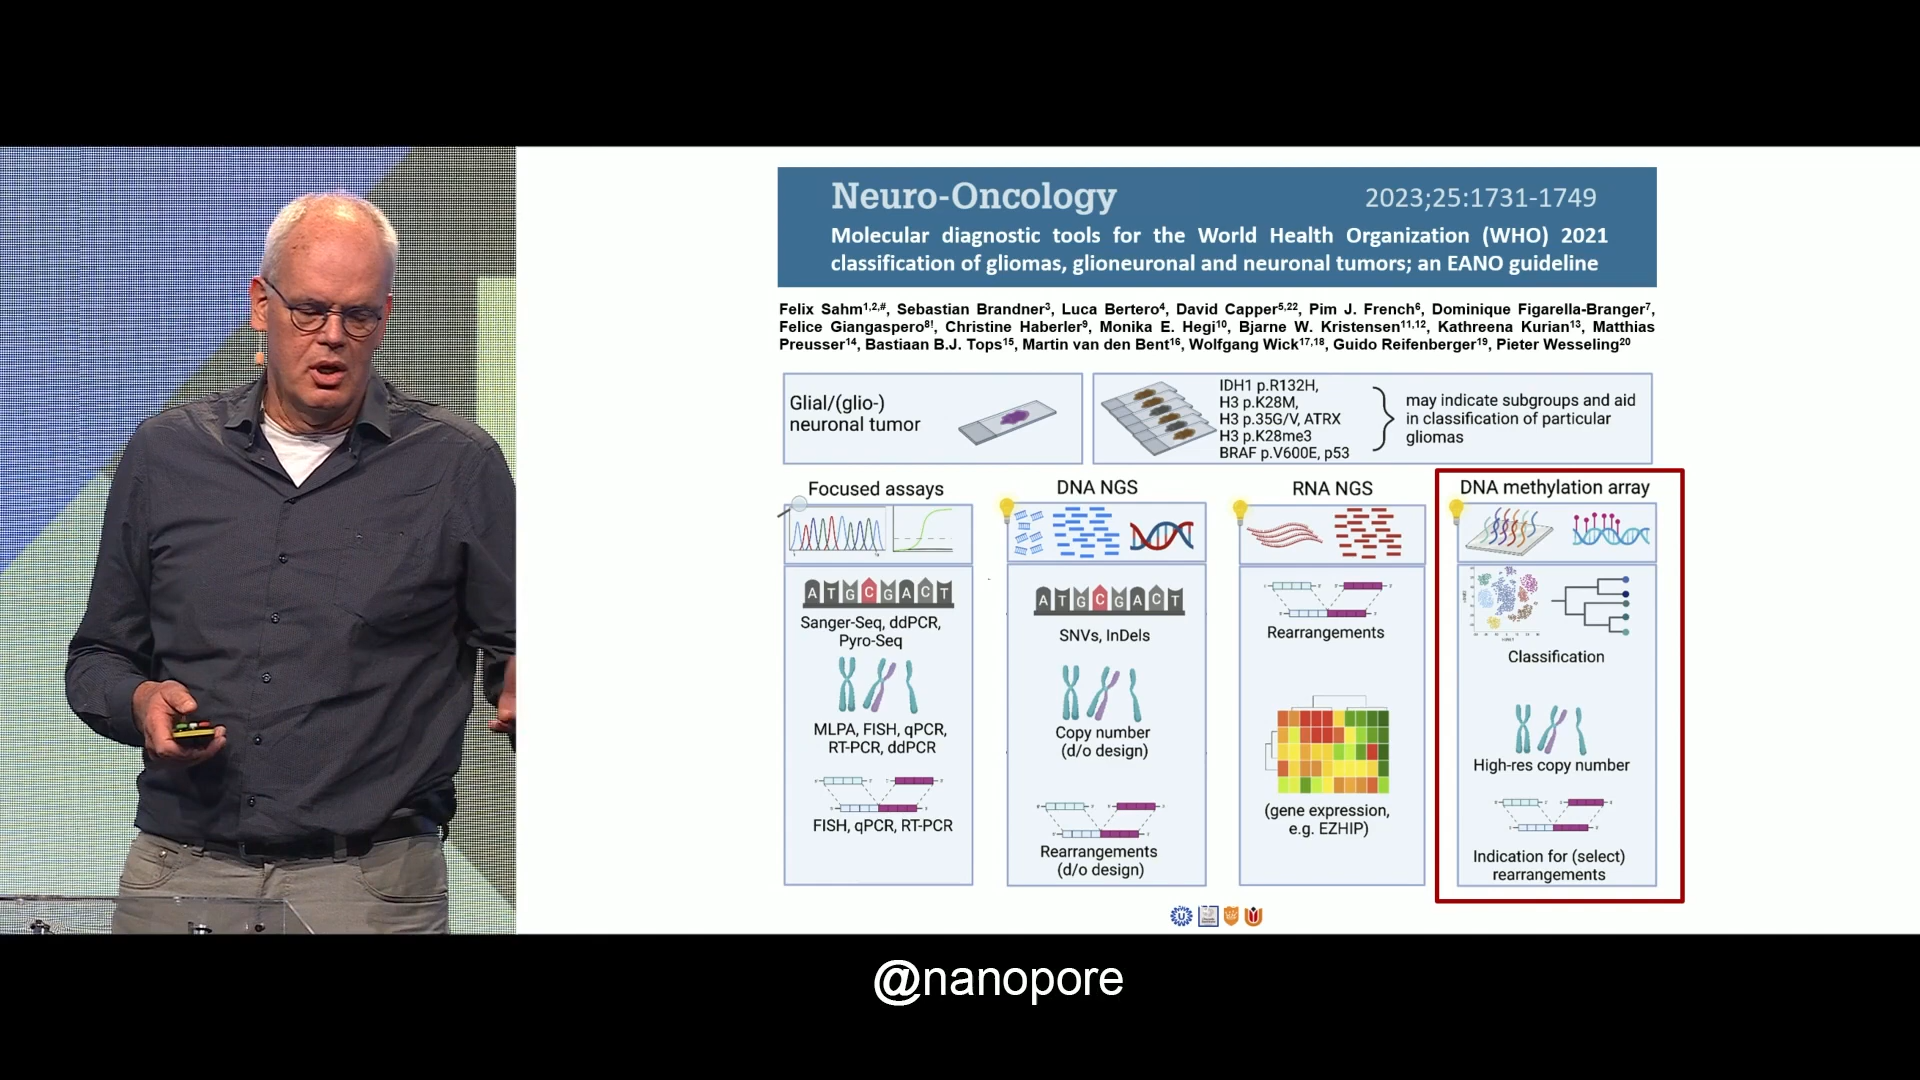 Neuro-Oncology
2023;25:1731-1749
Molecular diagnostic tools for the World Health Organization (WHO) 2021
classification of gliomas, glioneuronal and neuronal tumors; an EANO guideline
Felix Sahm1,2,#, Sebastian Brandner3, Luca Bertero4, David Capper5,22, Pim J. French6, Dominique Figarella-Branger7,
Felice Giangaspero8!, Christine Haberler9, Monika E. Hegi10, Bjarne W. Kristensen11,12, Kathreena Kurian13, Matthias
Preusser14, Bastiaan B.J. Tops15, Martin van den Bent16, Wolfgang Wick17,18, Guido Reifenberger19, Pieter Wesseling20
Glial/(glio-)
neuronal tumor
IDH1 p.R132H,
H3 p.K28M,
H3 p.35G/V, ATRX
H3 p.K28me3
BRAF p.V600E, p53
may indicate subgroups and aid
in classification of particular
gliomas
Focused assays
ATGCGACT
Sanger-Seq, ddPCR,
Pyro-Seq
MLPA, FISH, qPCR,
RT-PCR, ddPCR
FISH, qPCR, RT-PCR
DNA NGS
ATGCGACT
SNVs, InDels
Copy number
(d/o design)
Rearrangements
(d/o design)
RNA NGS
Rearrangements
(gene expression,
e.g. EZHIP)
DNA methylation array
Classification
High-res copy number
Indication for (select)
rearrangements
@nanopore